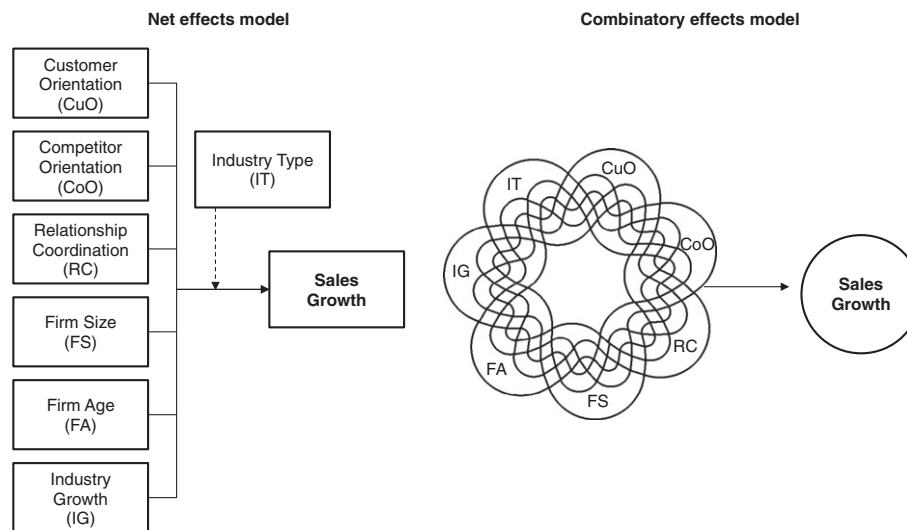 Net effects model
Customer
Orientation
(CuO)
Competitor
Orientation
(CoO)
Relationship
Coordination
(RC)
Firm Size
(FS)
Firm Age
(FA)
Industry
Growth
(IG)
Industry Type
(IT)
Sales
Growth
Combinatory effects model
IT
CuO
CoO
IG
RC
FA
FS
Sales
Growth